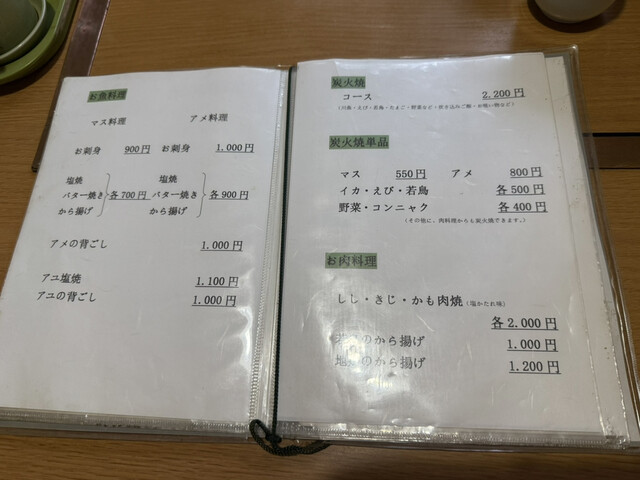 お魚料理
マス料理 アメ料理
お刺身 900円 お刺身 1.000円
塩焼 塩焼
バター焼き 各700円 バター焼き 各900円
から揚げ から揚げ
アメの背ごし 1.000円
アユ塩焼 1.100円
アユの背ごし 1.000円
炭火焼
コース 2.200円
炭火焼単品
マス 550円 アメ 800円
イカ・えび・若鳥 各500円
野菜・コンニャク 各400円
(その他に、肉料理からも炭火焼できます。)
お肉料理
しし・きじ・かも肉焼(塩かたれ味)
各2.000円
のから揚げ 1.000円
のから揚げ 1.200円